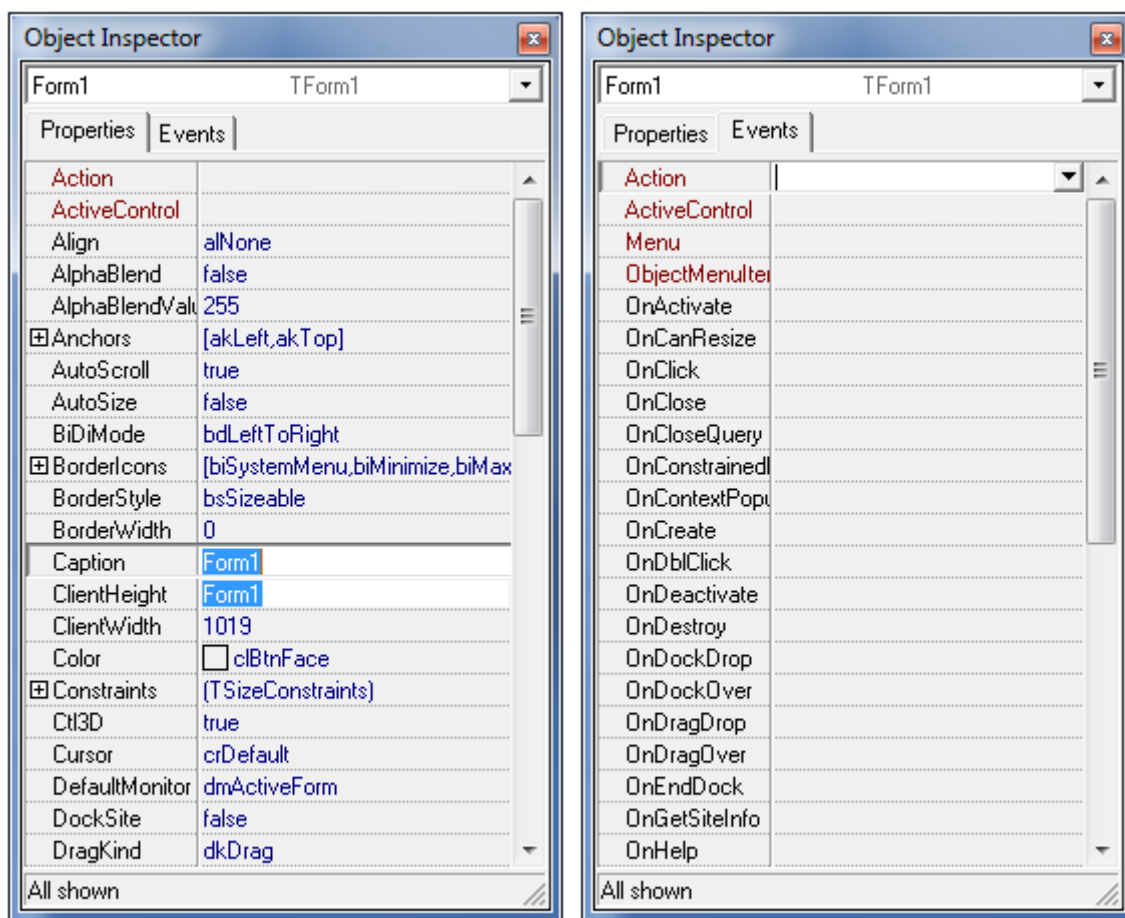 Object Inspector
Form1 TForm1
Properties Events
Action
ActiveControl
Align alNone
AlphaBlend false
AlphaBlendValu 255
Anchors [akLeft,akTop]
AutoScroll true
AutoSize false
BiDiMode bdLeftToRight
BorderIcons [biSystemMenu,biMinimize,biMax
BorderStyle bsSizeable
BorderWidth 0
Caption Form1
ClientHeight Form1
ClientWidth 1019
Color clBtnFace
Constraints (TSizeConstraints)
Ctl3D true
Cursor crDefault
DefaultMonitor dmActiveForm
DockSite false
DragKind dkDrag
All shown
Object Inspector
Form1 TForm1
Properties Events
Action
ActiveControl
Menu
ObjectMenuIter
OnActivate
OnCanResize
OnClick
OnClose
OnCloseQuery
OnConstrainedI
OnContextPopu
OnCreate
OnDblClick
OnDeactivate
OnDestroy
OnDockDrop
OnDockOver
OnDragDrop
OnDragOver
OnEndDock
OnGetSiteInfo
OnHelp
All shown